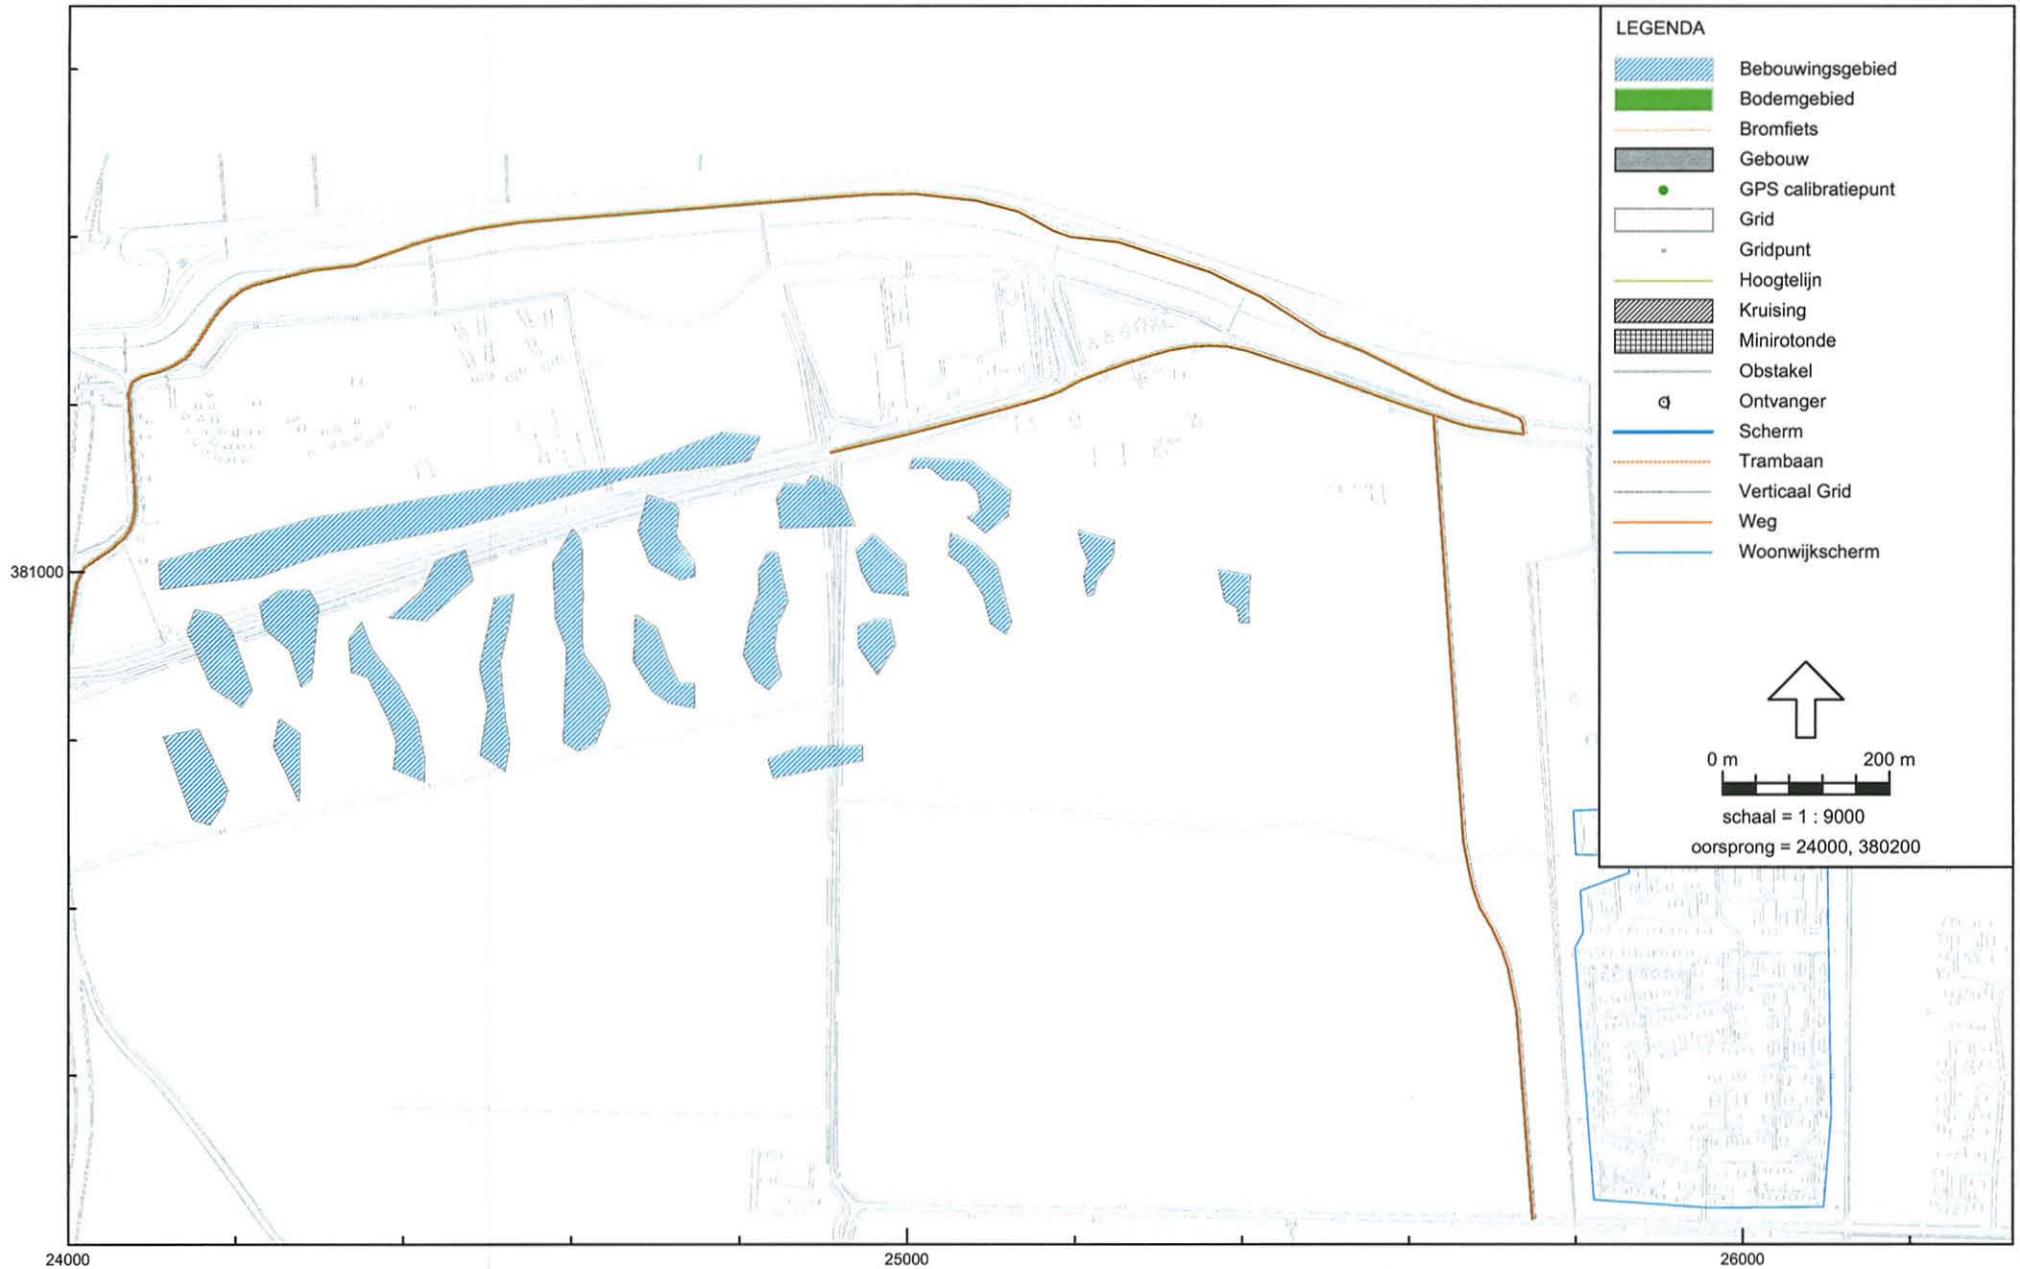 LEGENDA
Bebouwingsgebied
Bodemgebied
Bromfiets
Gebouw
GPS calibratiepunt
Grid
Gridpunt
Hoogtelijn
Kruising
Minirotonde
Obstakel
Ontvanger
Scherm
Trambaan
Verticaal Grid
Weg
Woonwijkscherm
0 m 200 m
schaal = 1 : 9000
oorsprong = 24000, 380200
381000
24000 25000 26000